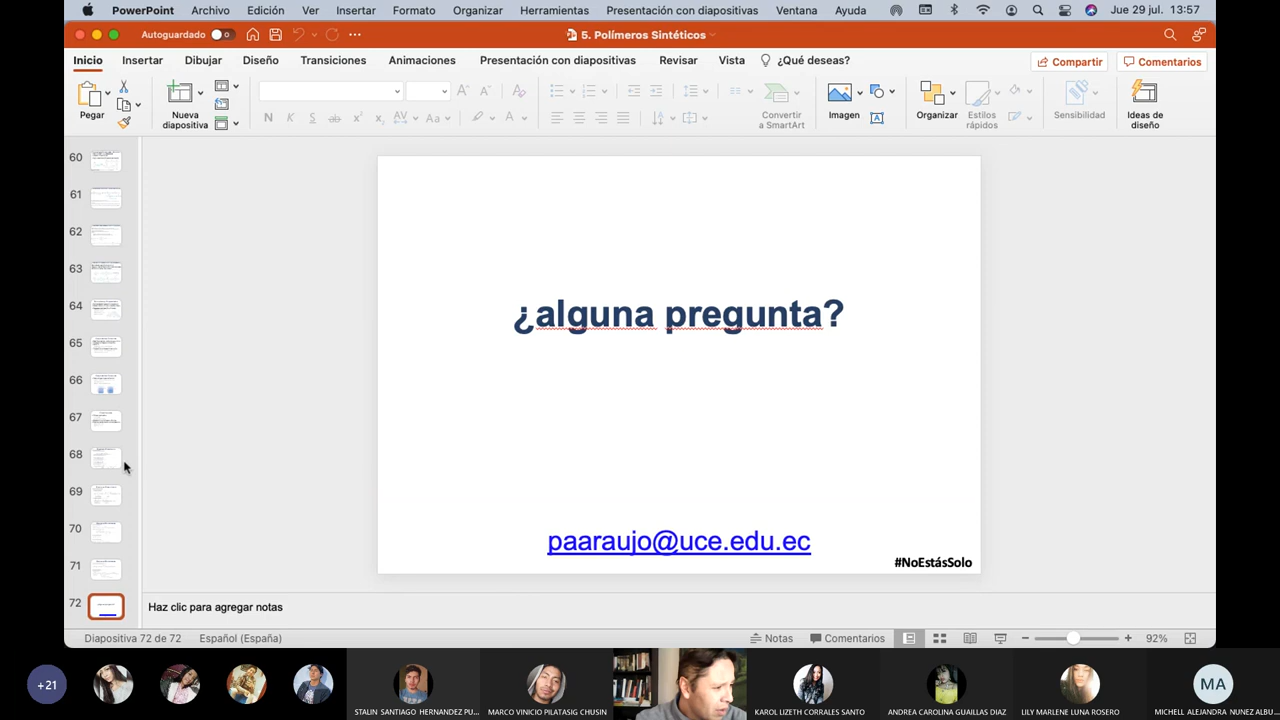 PowerPoint Archivo Edición Ver Insertar Formato Organizar Herramientas Presentación con diapositivas Ventana Ayuda Jue 29 jul. 13:57
Autoguardado 5. Polímeros Sintéticos
Inicio Insertar Dibujar Diseño Transiciones Animaciones Presentación con diapositivas Revisar Vista ¿Qué deseas? Compartir Comentarios
Pegar
Nueva diapositiva
Convertir a SmartArt
Imagen
Organizar
Estilos rápidos
Sensibilidad
Ideas de diseño
60
61
62
63
64
65
66
67
68
69
70
71
72
¿alguna pregunta?
paaraujo@uce.edu.ec
#NoEstásSolo
Haz clic para agregar notas
Diapositiva 72 de 72 Español (España) Notas Comentarios 92%
+21
STALIN SANTIAGO HERNANDEZ PU...
MARCO VINICIO PILATASIG CHUSIN
KAROL LIZETH CORRALES SANTO
ANDREA CAROLINA GUAILLAS DIAZ
LILY MARLENE LUNA ROSERO
MA
MICHELL ALEJANDRA NUNEZ ALBU...